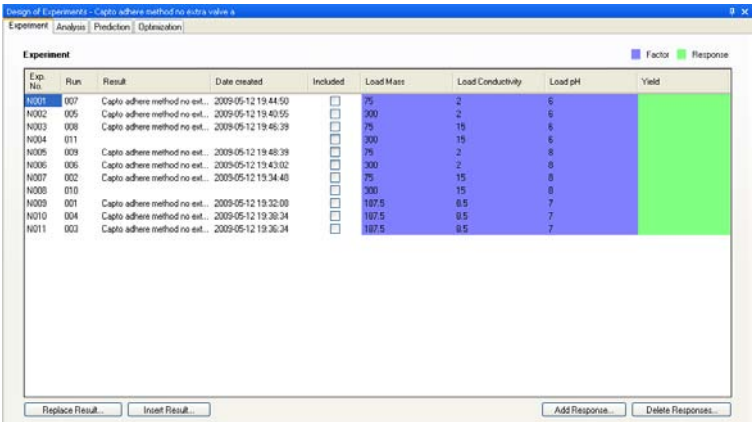 Design of Experiments - Capto adhere method no extra valve a
Experiment Analysis Prediction Optimization
Experiment Factor Response
Exp. No. Run Result Date created Included Load Mass Load Conductivity Load pH Yield
N001 007 Capto adhere method no ext... 2009-05-12 19:44:50 75 2 6
N002 005 Capto adhere method no ext... 2009-05-12 19:40:55 300 2 6
N003 008 Capto adhere method no ext... 2009-05-12 19:46:39 75 15 6
N004 011 300 15 6
N005 009 Capto adhere method no ext... 2009-05-12 19:48:39 75 2 8
N006 006 Capto adhere method no ext... 2009-05-12 19:43:02 300 2 8
N007 002 Capto adhere method no ext... 2009-05-12 19:34:48 75 15 8
N008 010 300 15 8
N009 001 Capto adhere method no ext... 2009-05-12 19:32:08 187.5 8.5 7
N010 004 Capto adhere method no ext... 2009-05-12 19:38:34 187.5 8.5 7
N011 003 Capto adhere method no ext... 2009-05-12 19:36:34 187.5 8.5 7
Replace Result... Insert Result... Add Response... Delete Responses...